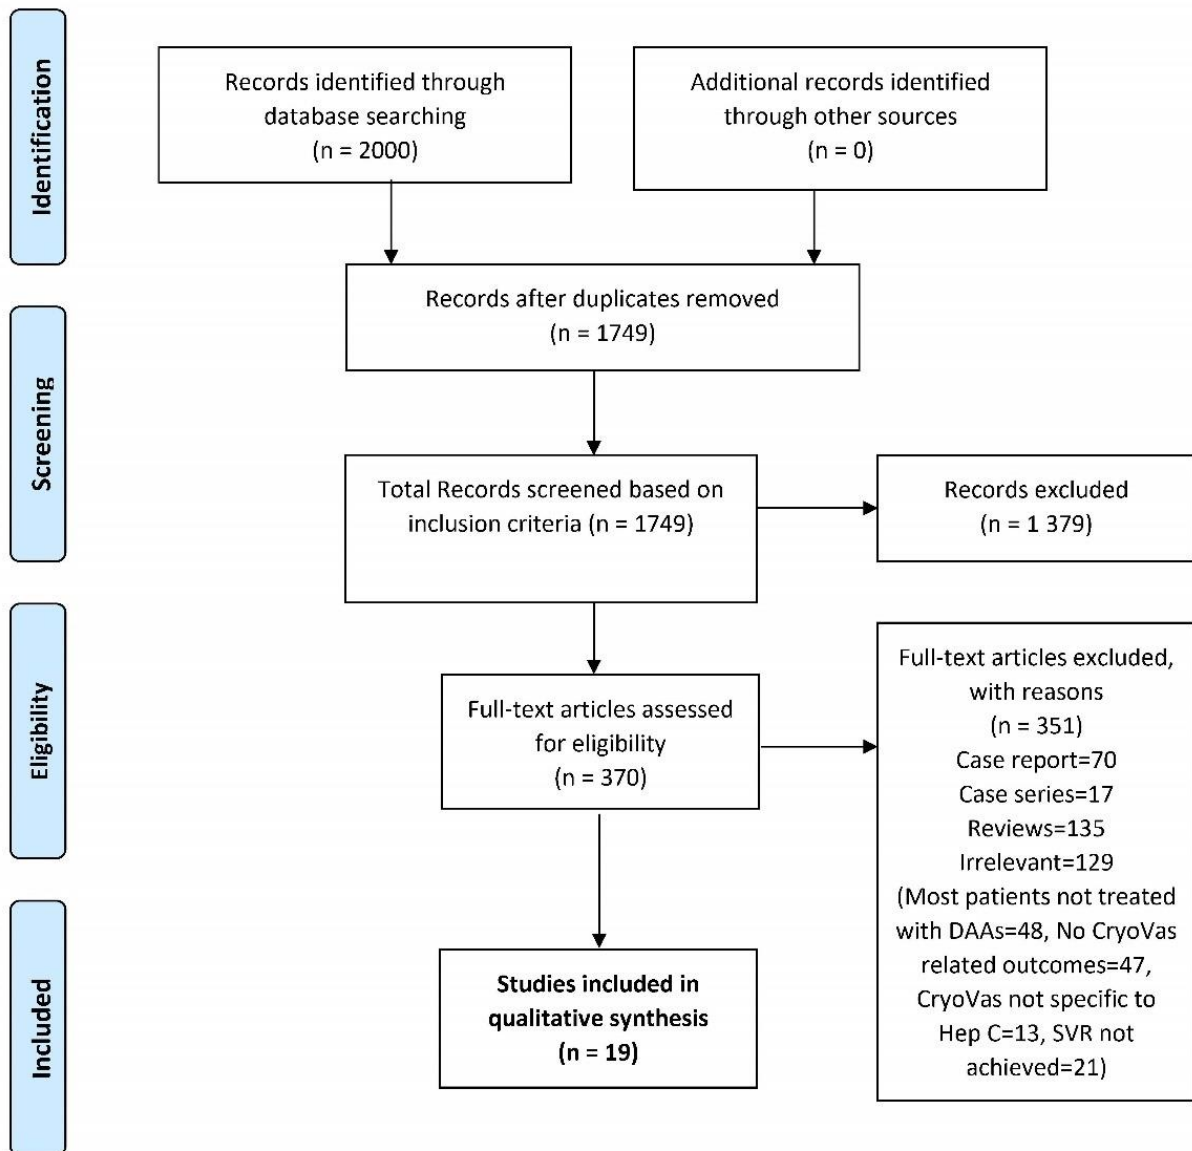 Identification
Records identified through
database searching
(n = 2000)
Additional records identified
through other sources
(n = 0)
Records after duplicates removed
(n = 1749)
Screening
Total Records screened based on
inclusion criteria (n = 1749)
Records excluded
(n = 1 379)
Eligibility
Full-text articles assessed
for eligibility
(n = 370)
Full-text articles excluded,
with reasons
(n = 351)
Case report=70
Case series=17
Reviews=135
Irrelevant=129
(Most patients not treated
with DAAs=48, No CryoVas
related outcomes=47,
CryoVas not specific to
Hep C=13, SVR not
achieved=21)
Included
Studies included in
qualitative synthesis
(n = 19)